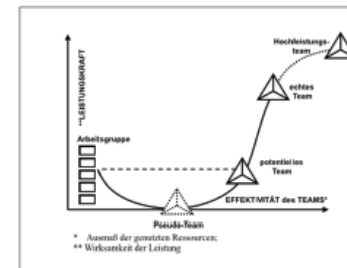 Hochleistungs-
team
**LEISTUNGSKRAFT
echtes
Team
Arbeitsgruppe
potentielles
Team
EFFEKTIVITÄT des TEAMS*
Pseudo-Team
* Ausmaß der genutzten Ressourcen;
** Wirksamkeit der Leistung